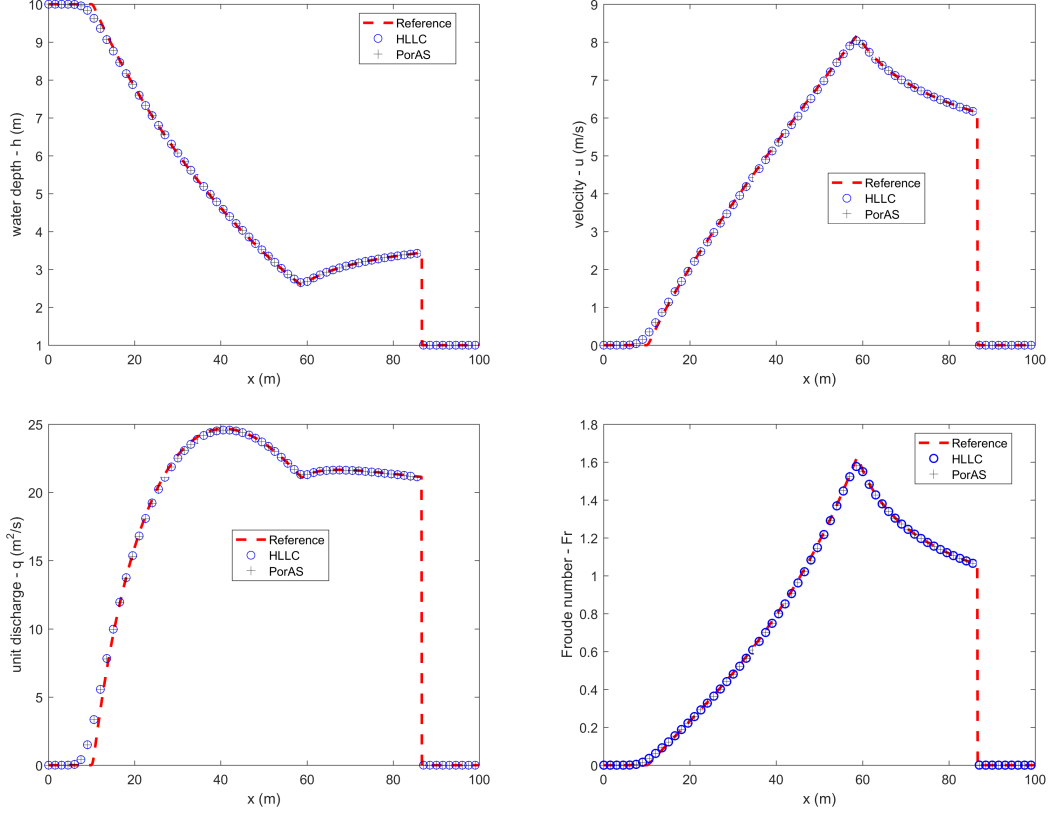 10
9
8
7
6
5
4
3
2
1
water depth - h (m)
Reference
HLLC
PorAS
0 20 40 60 80 100
x (m)
9
8
7
6
5
4
3
2
1
0
velocity - u (m/s)
Reference
HLLC
PorAS
0 20 40 60 80 100
x (m)
25
20
15
10
5
0
unit discharge - q (m²/s)
Reference
HLLC
PorAS
0 20 40 60 80 100
x (m)
1.8
1.6
1.4
1.2
1
0.8
0.6
0.4
0.2
0
Froude number - Fr
Reference
HLLC
PorAS
0 20 40 60 80 100
x (m)